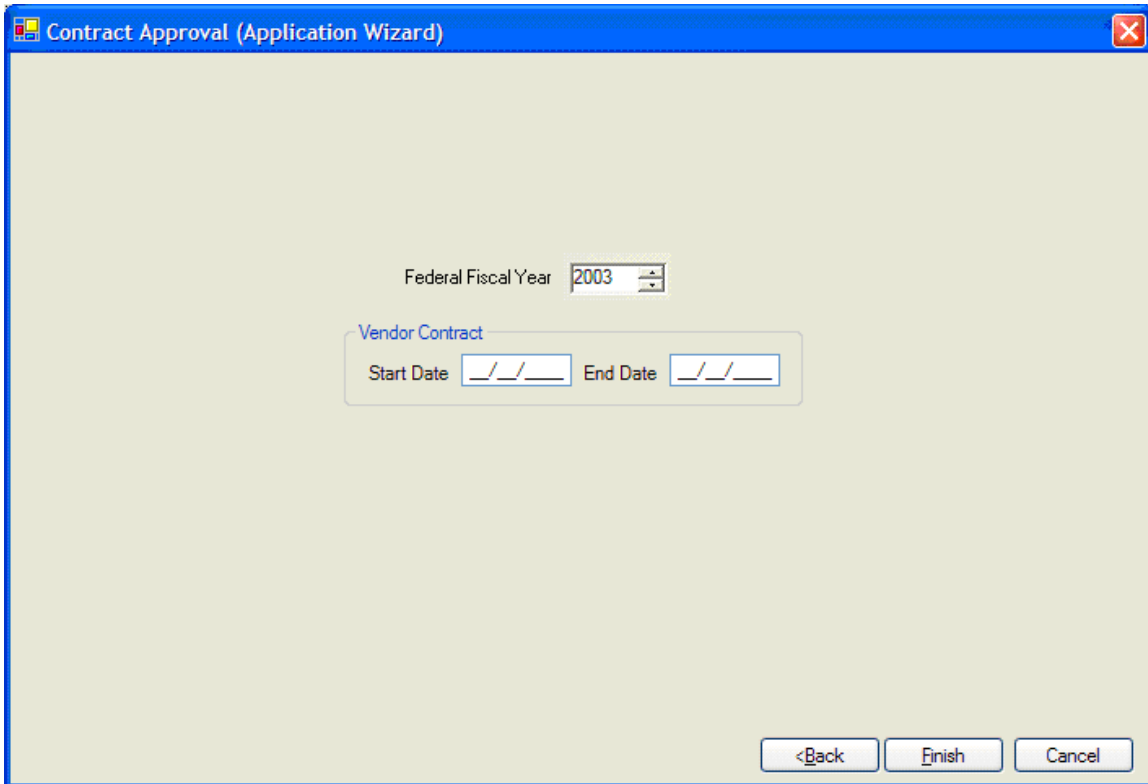 Contract Approval (Application Wizard)
Federal Fiscal Year 2003
Vendor Contract
Start Date __/__/____ End Date __/__/____
<Back Finish Cancel